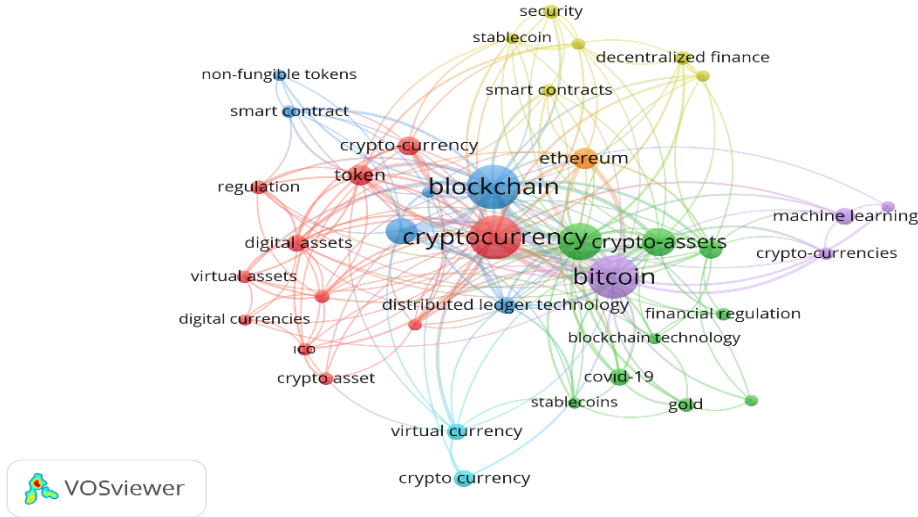 security
stablecoin
decentralized finance
non-fungible tokens
smart contracts
smart contract
crypto-currency
ethereum
token
regulation
blockchain
machine learning
cryptocurrency
crypto-assets
digital assets
crypto-currencies
virtual assets
bitcoin
distributed ledger technology
financial regulation
digital currencies
blockchain technology
ico
crypto asset
covid-19
stablecoins
gold
virtual currency
crypto currency
VOSviewer